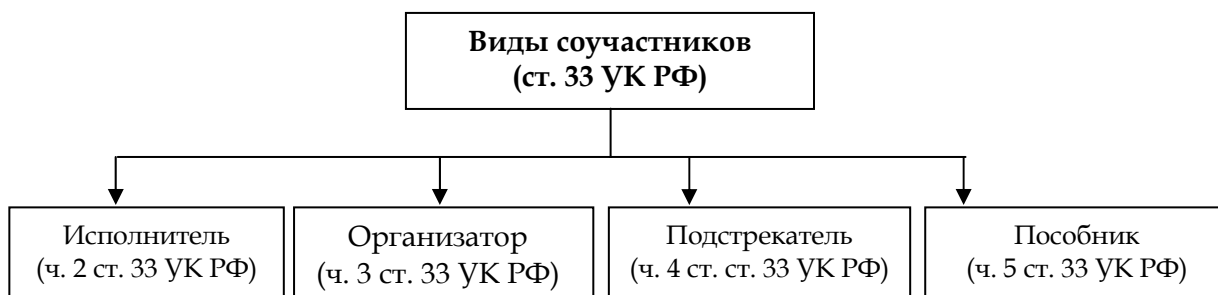 Виды соучастников
(ст. 33 УК РФ)
Исполнитель
(ч. 2 ст. 33 УК РФ)
Организатор
(ч. 3 ст. 33 УК РФ)
Подстрекатель
(ч. 4 ст. ст. 33 УК РФ)
Пособник
(ч. 5 ст. 33 УК РФ)